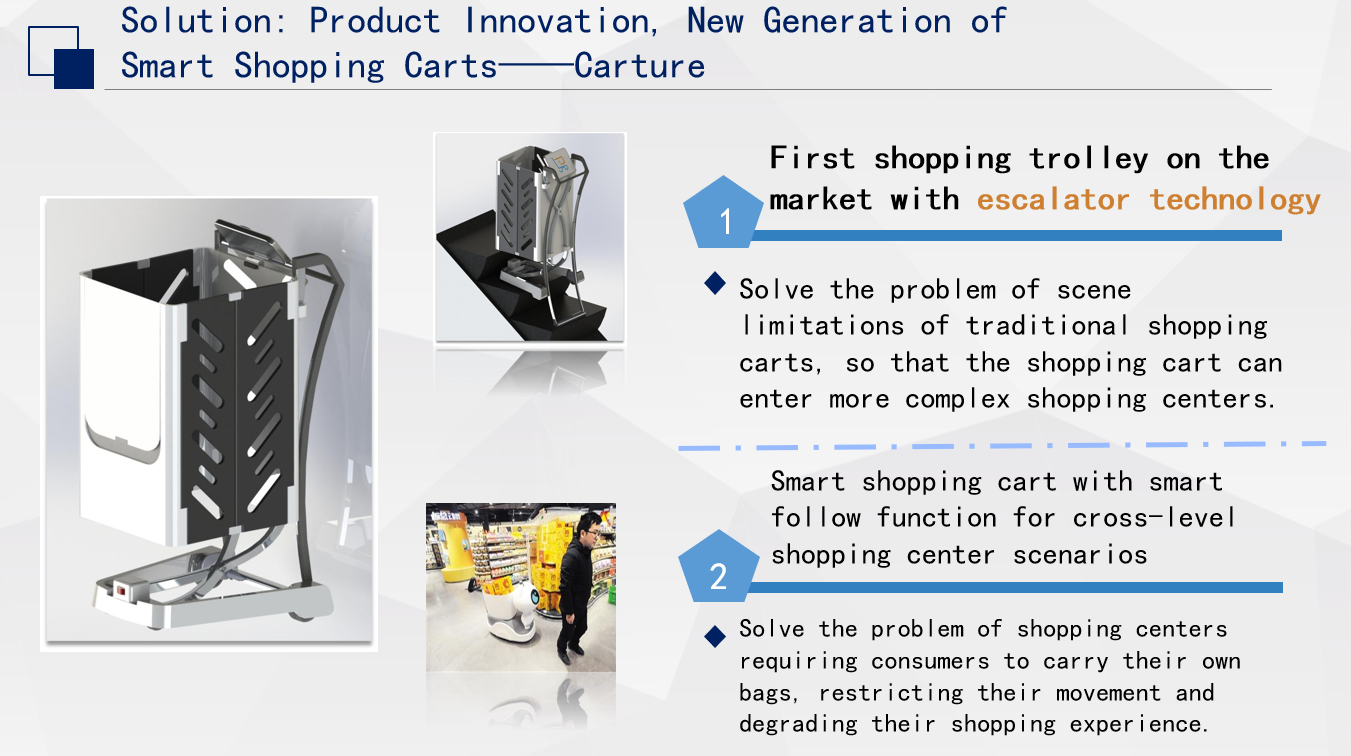 Solution: Product Innovation, New Generation of
Smart Shopping Carts——Carture
First shopping trolley on the
market with escalator technology
1
Solve the problem of scene
limitations of traditional shopping
carts, so that the shopping cart can
enter more complex shopping centers.
Smart shopping cart with smart
follow function for cross-level
shopping center scenarios
2
Solve the problem of shopping centers
requiring consumers to carry their own
bags, restricting their movement and
degrading their shopping experience.